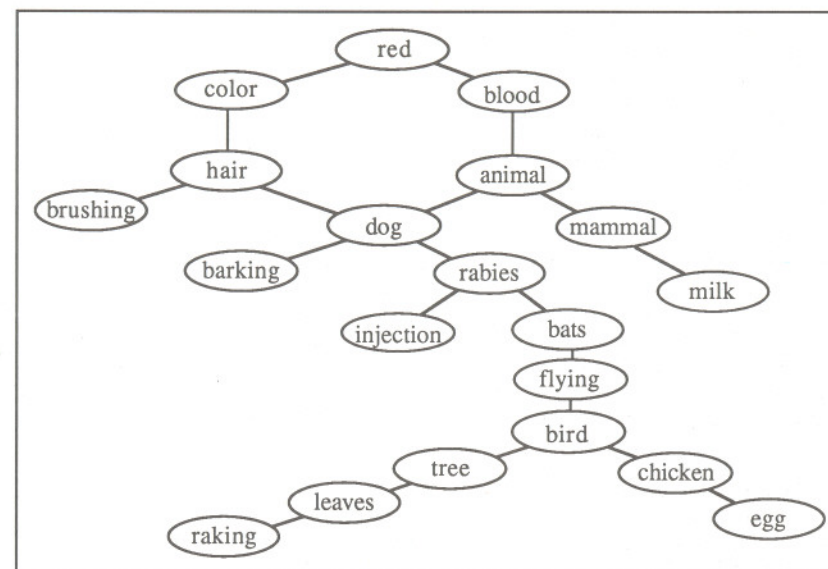 red
color
blood
hair
animal
brushing
dog
mammal
barking
rabies
milk
injection
bats
flying
bird
tree
chicken
leaves
egg
raking